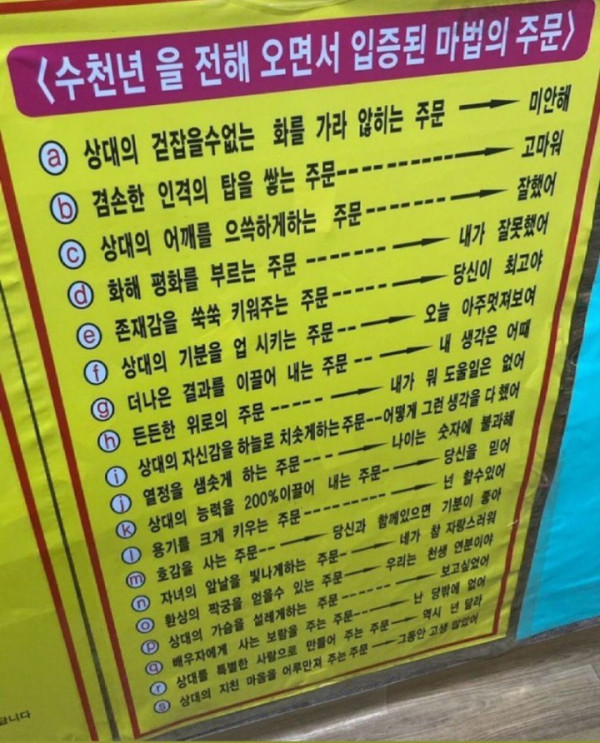 <수천년 을 전해 오면서 입증된 마법의 주문>
ⓐ 상대의 걷잡을수없는 화를 가라 않히는 주문 → 미안해
ⓑ 겸손한 인격의 탑을 쌓는 주문-----→ 고마워
ⓒ 상대의 어깨를 으쓱하게하는 주문-----→ 잘했어
ⓓ 화해 평화를 부르는 주문 -----→ 내가 잘못했어
ⓔ 존재감을 쑥쑥 키워주는 주문-----→ 당신이 최고야
ⓕ 상대의 기분을 업 시키는 주문---→ 오늘 아주멋져보여
ⓖ 더나은 결과를 이끌어 내는 주문---→ 내 생각은 어때
ⓗ 든든한 위로의 주문 -----→ 내가 뭐 도울일은 없어
ⓘ 상대의 자신감을 하늘로 치솟게하는 주문---어떻게 그런 생각을 다 했어
ⓙ 열정을 샘솟게 하는 주문----→ 나이는 숫자에 불과해
ⓚ 상대의 능력을 200%이끌어 내는 주문--→ 당신을 믿어
ⓛ 용기를 크게 키우는 주문-------→ 넌 할수있어
ⓜ 호감을 사는 주문---→ 당신과 함께있으면 기분이 좋아
ⓝ 자녀의 앞날을 빛나게하는 주문--→ 네가 참 자랑스러워
ⓞ 환상의 짝궁을 얻을수 있는 주문--→ 우리는 천생 연분이야
ⓟ 상대의 가슴을 설레게하는 주문------→ 보고싶었어
ⓠ 배우자에게 사는 보람을 주는 주문----→ 난 당밖에 없어
ⓡ 상대를 특별한 사람으로 만들어 주는 주문--→ 역시 넌 달라
ⓢ 상대의 지친 마음을 어루만져 주는 주문--→ 그동안 고생 많았어